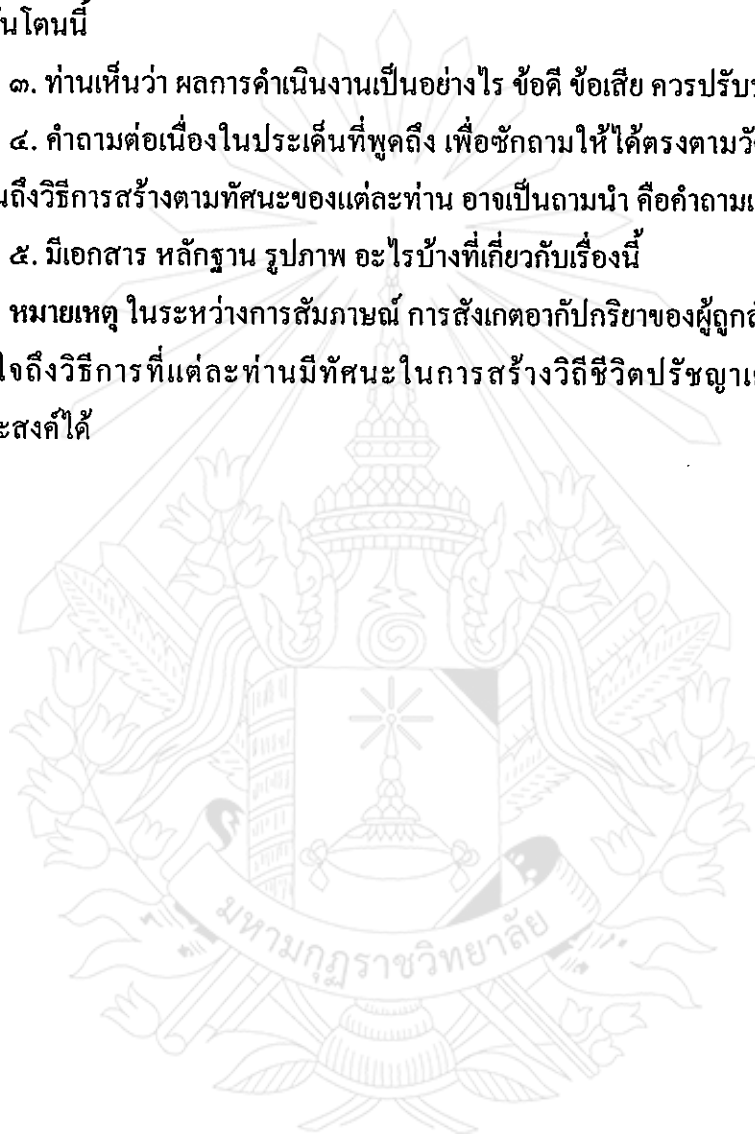 นโตนนี้
๓. ท่านเห็นว่า ผลการดำเนินงานเป็นอย่างไร ข้อดี ข้อเสีย ควรปรับ
๔. คำถามต่อเนื่องในประเด็นที่พูดถึง เพื่อซักถามให้ได้ตรงตามวั
นถึงวิธีการสร้างตามทัศนะของแต่ละท่าน อาจเป็นถามนำ คือคำถาม
๕. มีเอกสาร หลักฐาน รูปภาพ อะไรบ้างที่เกี่ยวกับเรื่องนี้
หมายเหตุ ในระหว่างการสัมภาษณ์ การสังเกตอากัปกริยาของผู้ถูก
ใจถึงวิธีการที่แต่ละท่านมีทัศนะในการสร้างวิถีชีวิตปรัชญา
ะสงค์ได้
มหามกุฏราชวิทยาลัย